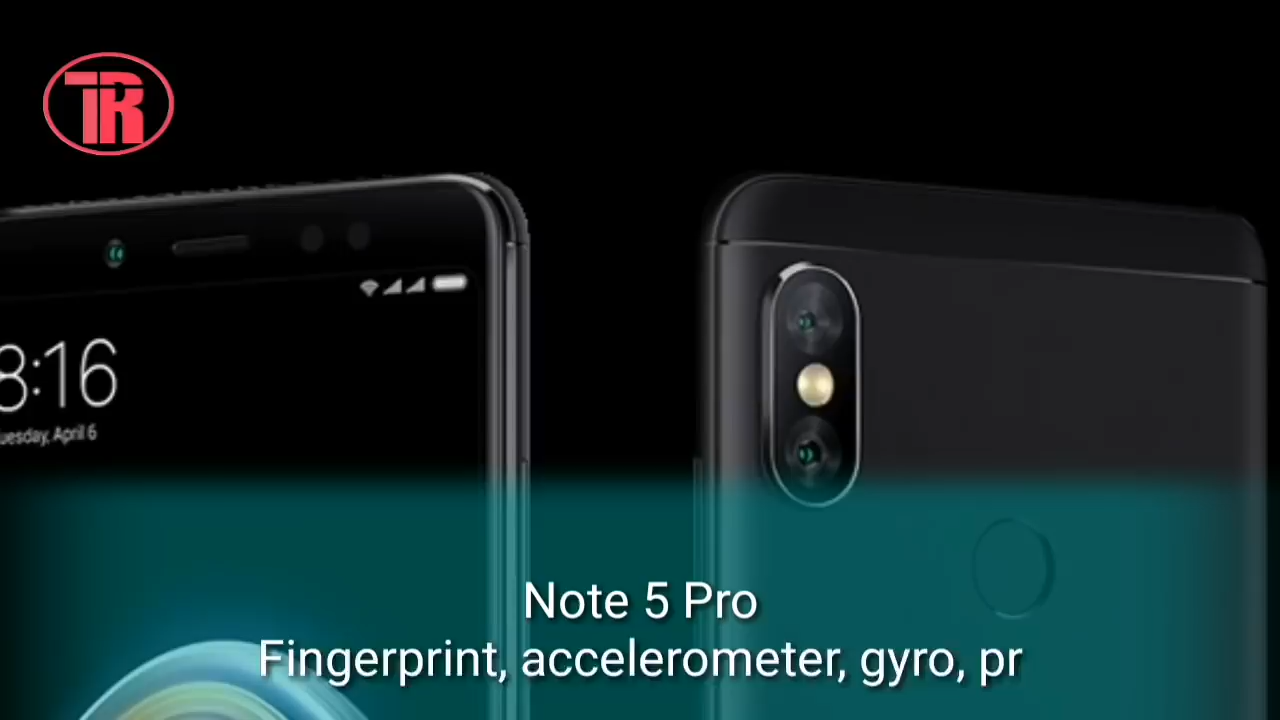 TR
8:16
uesday, April 6
Note 5 Pro
Fingerprint, accelerometer, gyro, pr